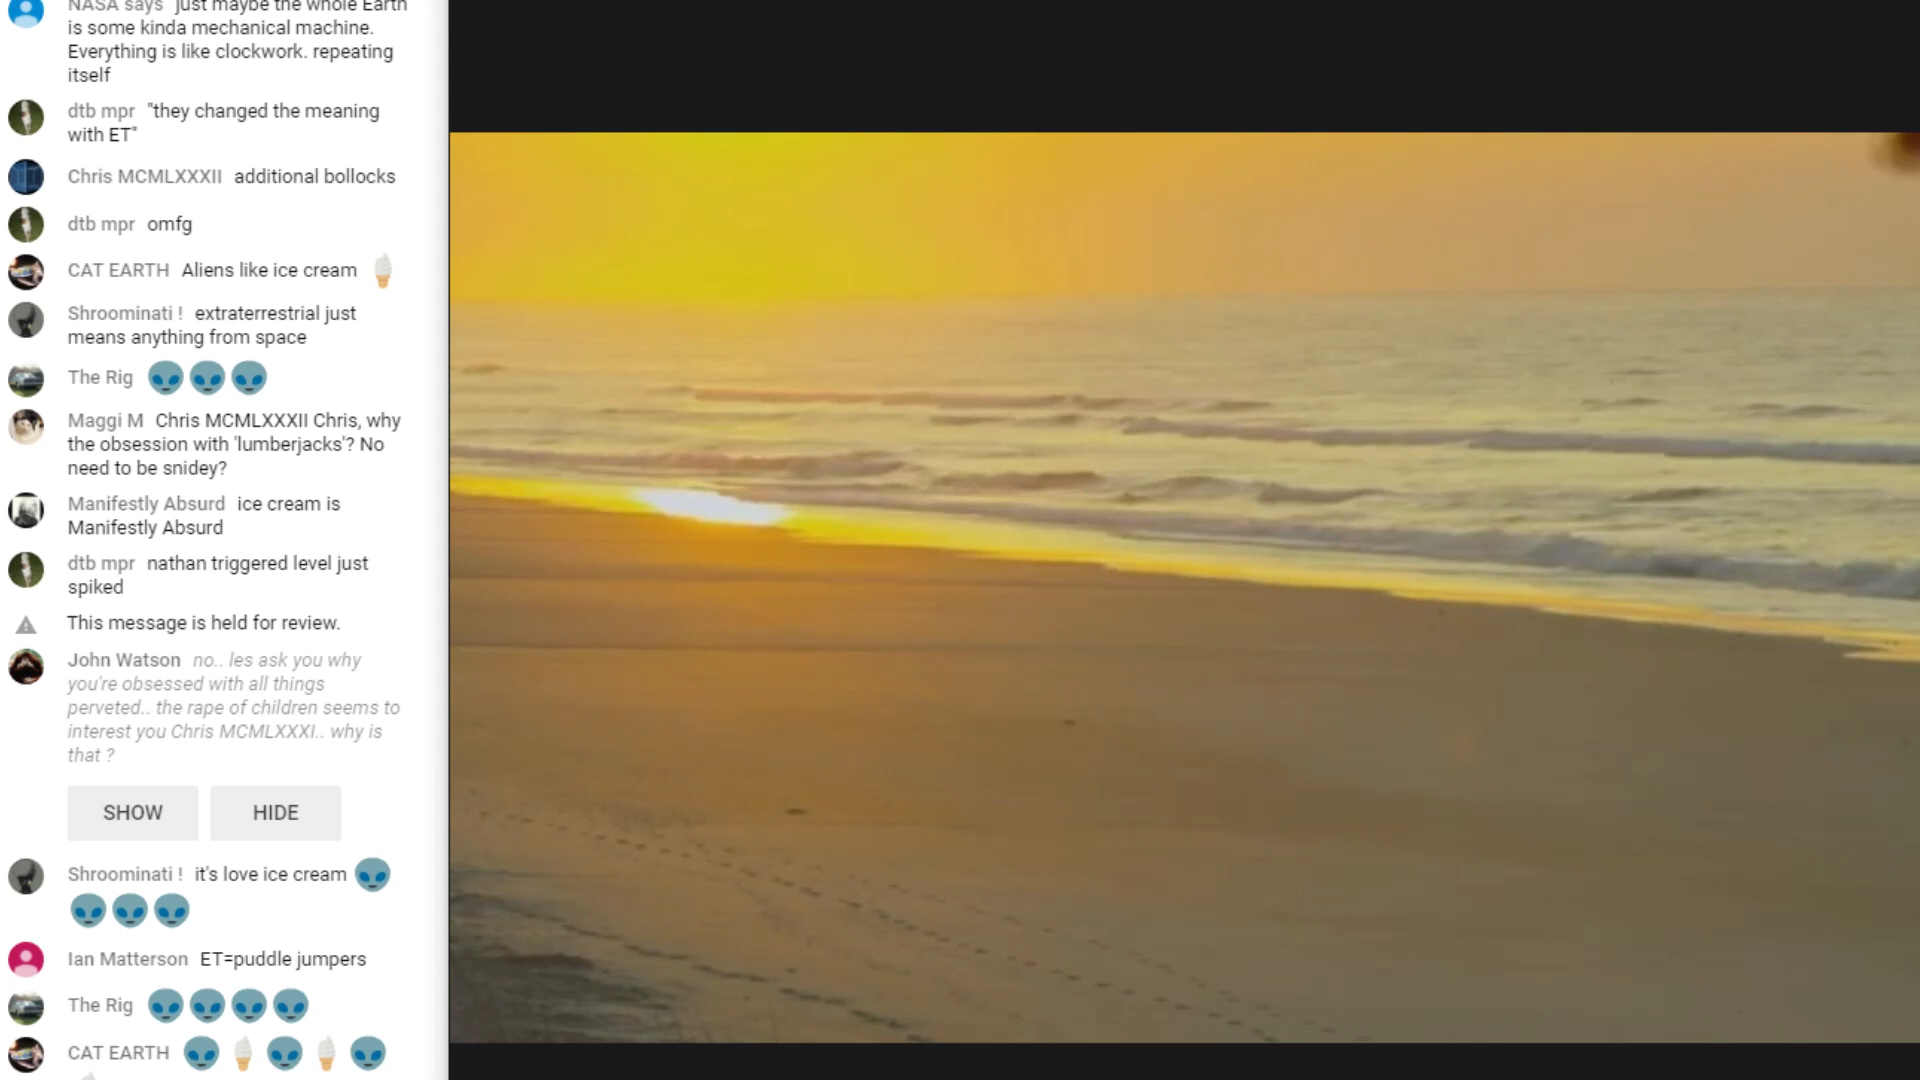 NASA says just maybe the whole Earth
is some kinda mechanical machine.
Everything is like clockwork. repeating
itself
dtb mpr "they changed the meaning
with ET"
Chris MCMLXXXII additional bollocks
dtb mpr omfg
CAT EARTH Aliens like ice cream
Shroominati ! extraterrestrial just
means anything from space
The Rig
Maggi M Chris MCMLXXXII Chris, why
the obsession with 'lumberjacks'? No
need to be snidey?
Manifestly Absurd ice cream is
Manifestly Absurd
dtb mpr nathan triggered level just
spiked
This message is held for review.
John Watson no.. les ask you why
you're obsessed with all things
perveted.. the rape of children seems to
interest you Chris MCMLXXXI.. why is
that ?
SHOW HIDE
Shroominati ! it's love ice cream
Ian Matterson ET=puddle jumpers
The Rig
CAT EARTH